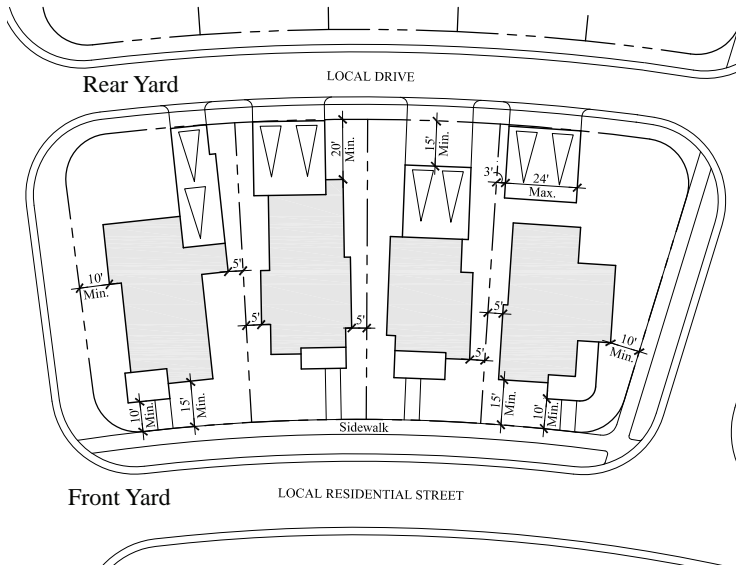 LOCAL DRIVE
Rear Yard
20'
Min.
15'
Min.
3'
24'
Max.
10'
Min.
5'
5'
5'
5'
5'
10'
Min.
10'
Min.
15'
Min.
15'
Min.
10'
Min.
Sidewalk
Front Yard
LOCAL RESIDENTIAL STREET